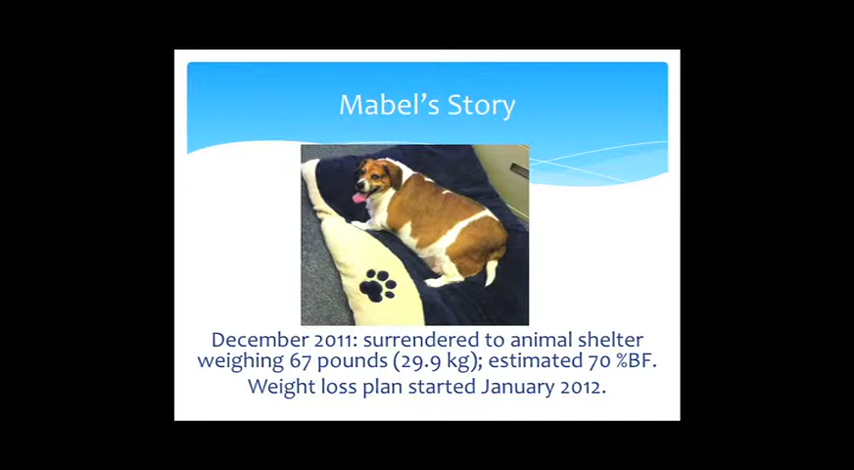 Mabel's Story
December 2011: surrendered to animal shelter
weighing 67 pounds (29.9 kg); estimated 70 %BF.
Weight loss plan started January 2012.